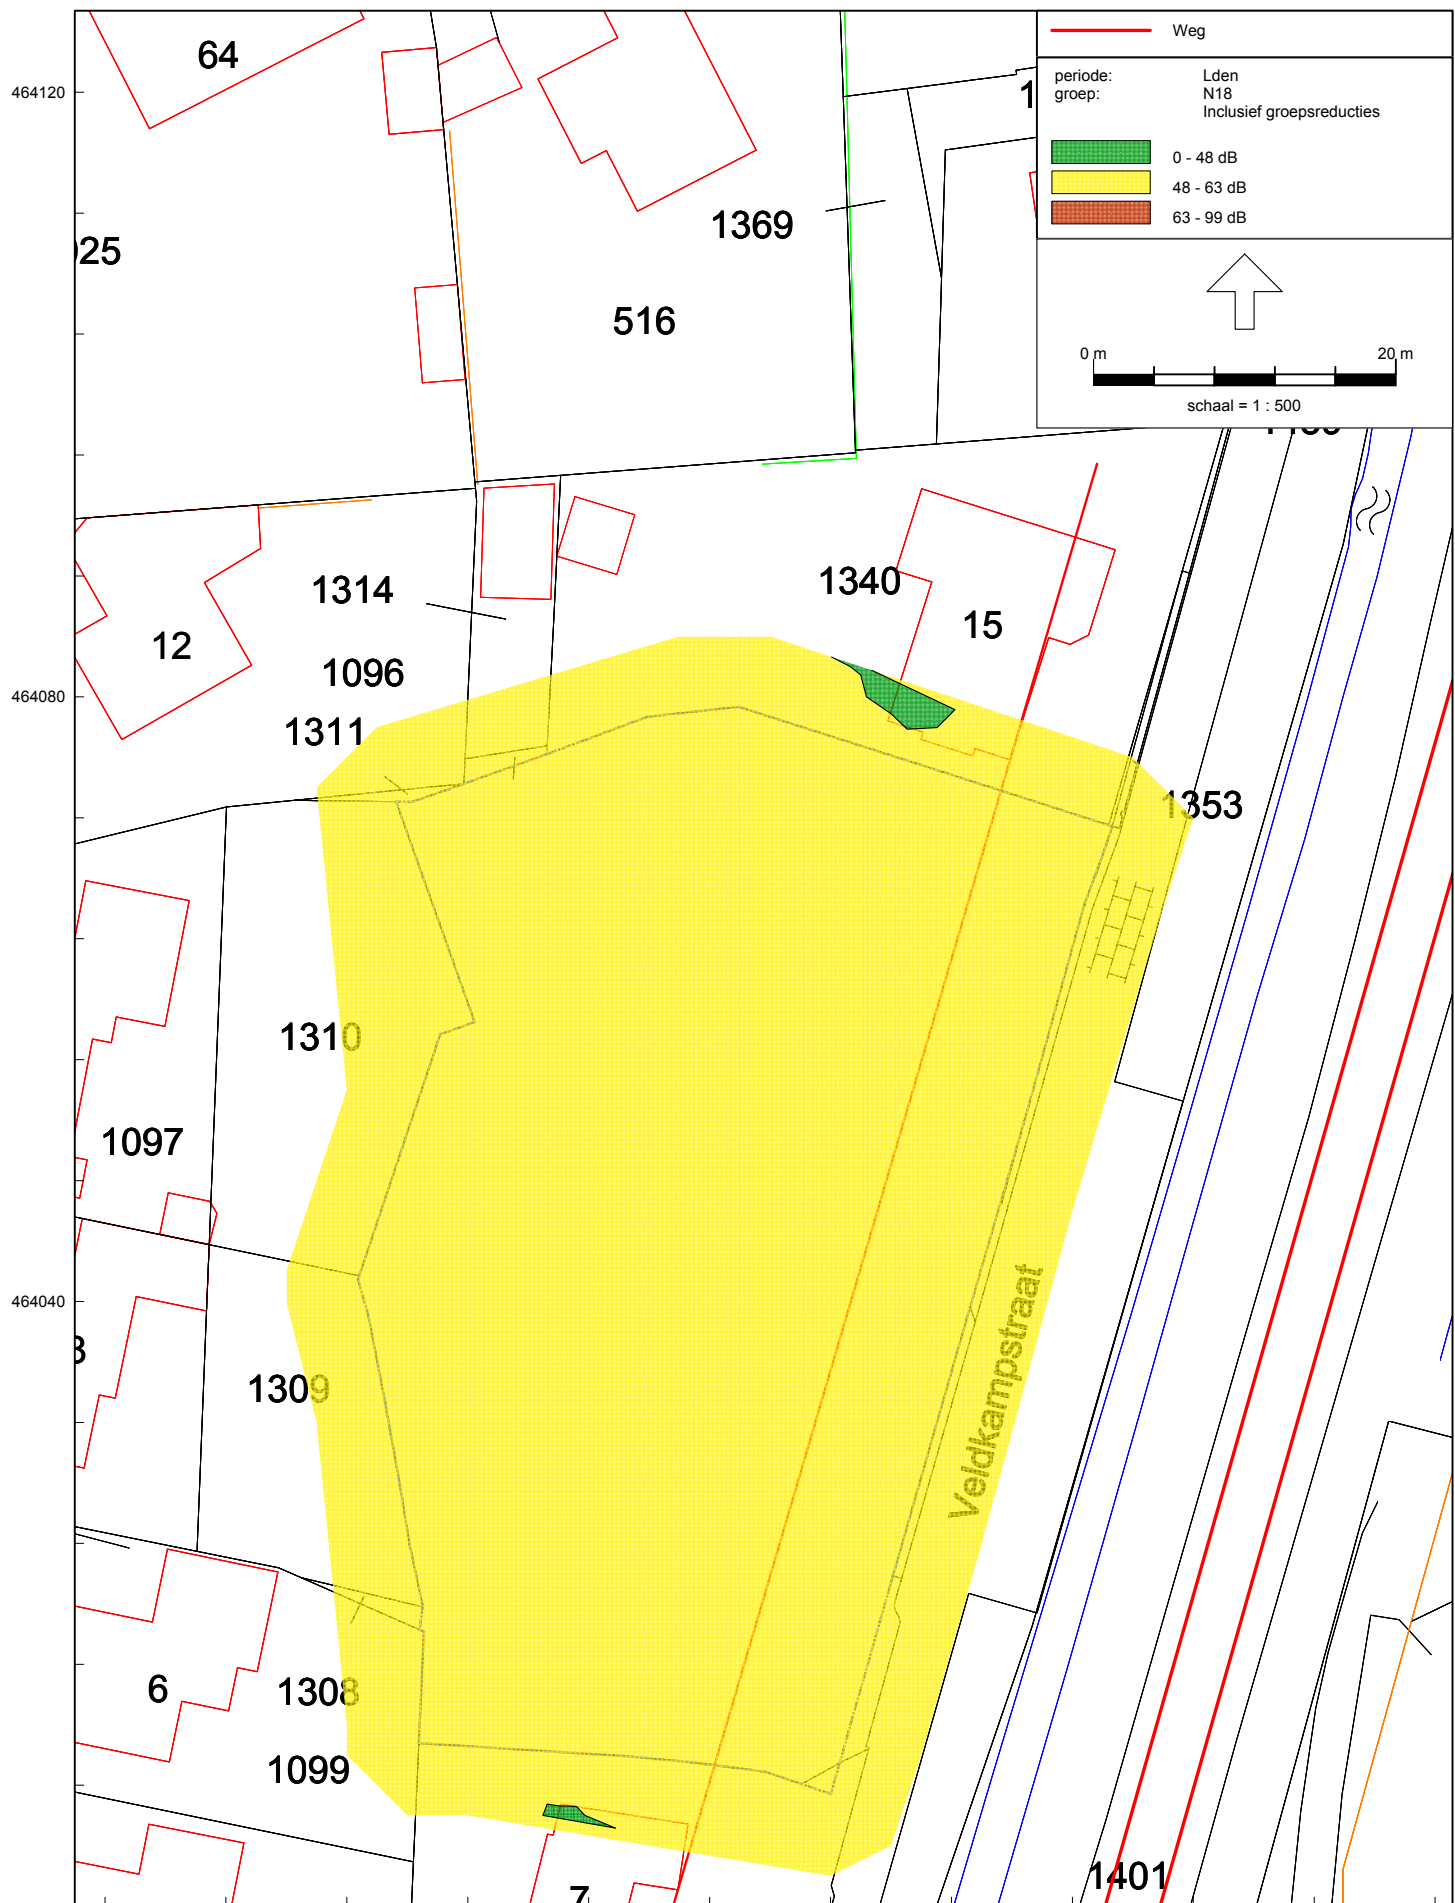 Weg
periode: Lden
groep: N18
Inclusief groepsreducties
0 - 48 dB
48 - 63 dB
63 - 99 dB
0 m 20 m
schaal = 1 : 500
64
464120
1369
516
1314
1340
15
12
1096
464080
1311
1353
1310
1097
464040
Veldkampstraat
1309
6
1308
1099
1401
7